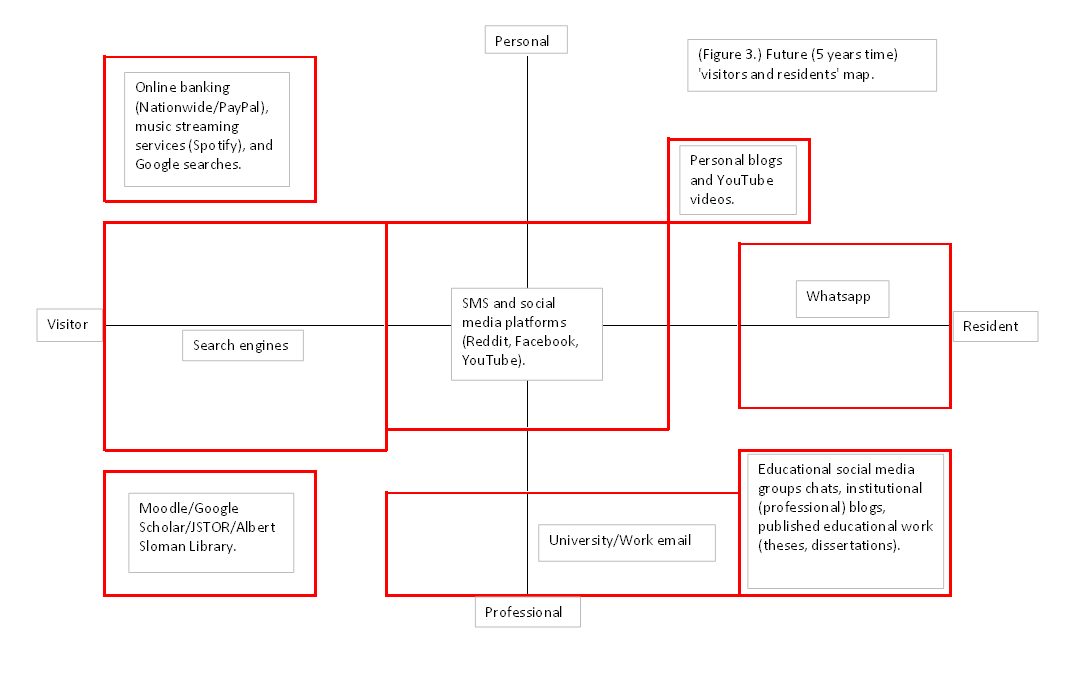 Personal
(Figure 3.) Future (5 years time)
'visitors and residents' map.
Online banking
(Nationwide/PayPal),
music streaming
services (Spotify), and
Google searches.
Personal blogs
and YouTube
videos.
Whatsapp
SMS and social
media platforms
(Reddit, Facebook,
YouTube).
Visitor
Resident
Search engines
Educational social media
groups chats, institutional
(professional) blogs,
published educational work
(theses, dissertations).
Moodle/Google
Scholar/JSTOR/Albert
Sloman Library.
University/Work email
Professional